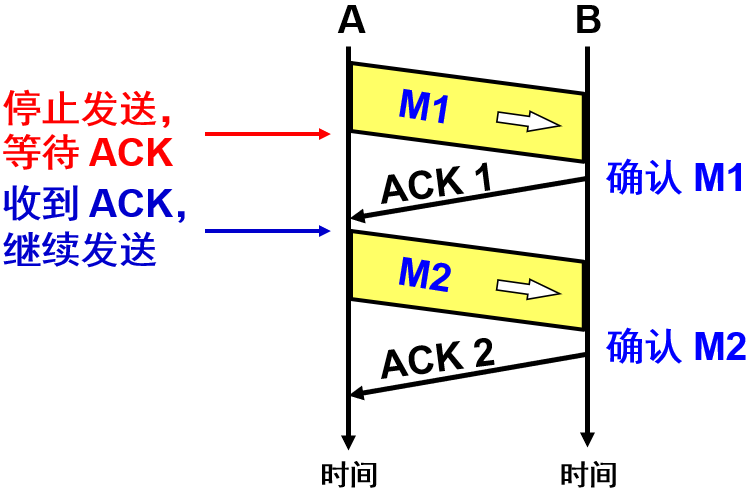 A
B
停止发送，
等待 ACK
M1
收到 ACK，
继续发送
ACK 1
确认 M1
M2
ACK 2
确认 M2
时间
时间